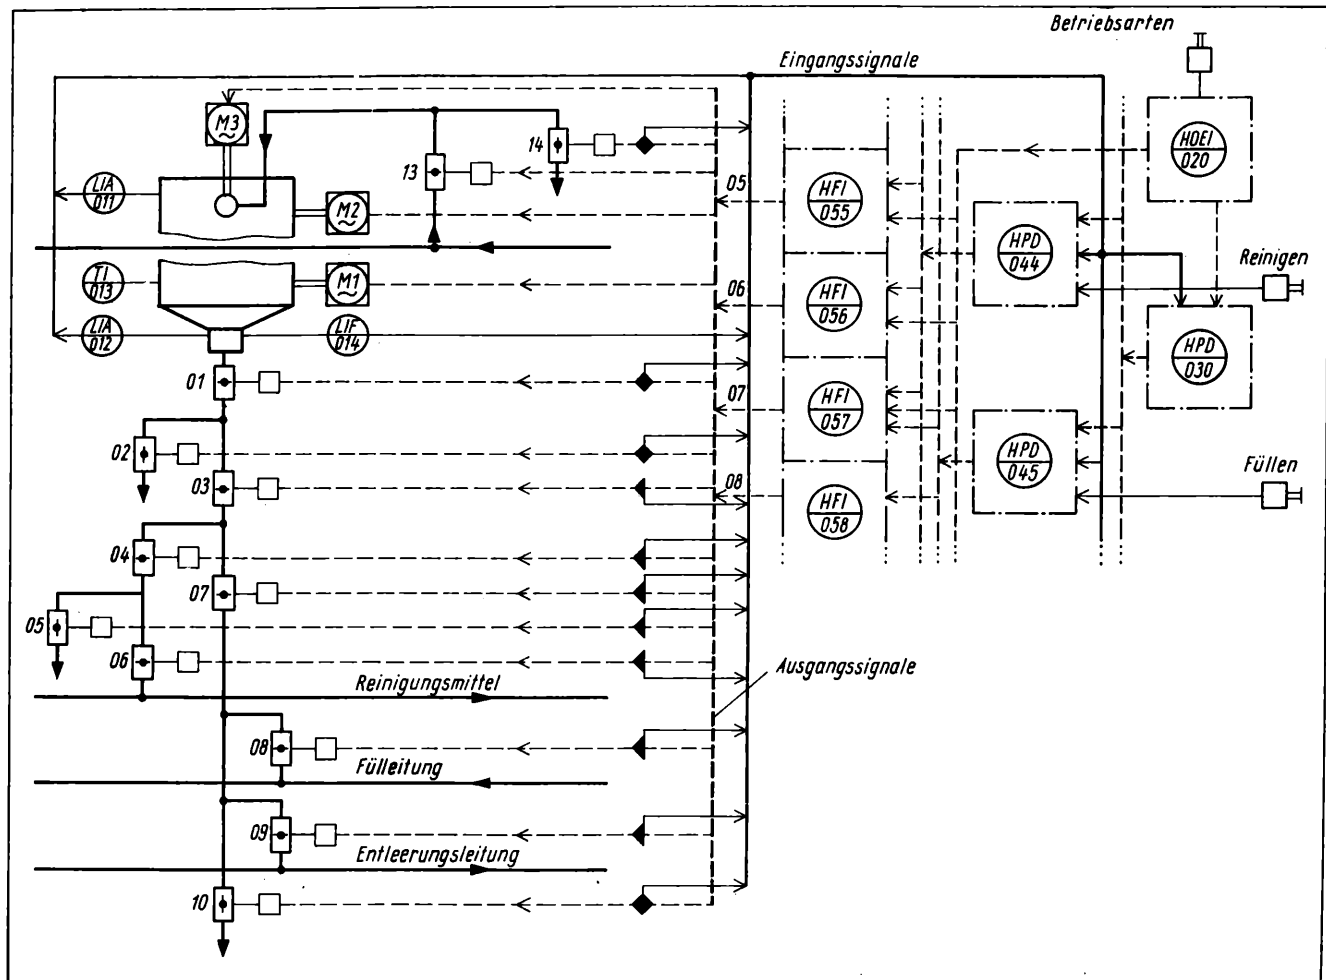 Betriebsarten
Eingangssignale
M3
~
14
13
HOEI
020
LIA
011
M2
~
05
HFI
055
HPD
044
Reinigen
TI
013
M1
~
06
HFI
056
LIA
012
LIF
014
HPD
030
01
07
HFI
057
02
HPD
045
Füllen
03
08
HFI
058
04
07
05
06
Ausgangssignale
Reinigungsmittel
08
Fülleitung
09
Entleerungsleitung
10